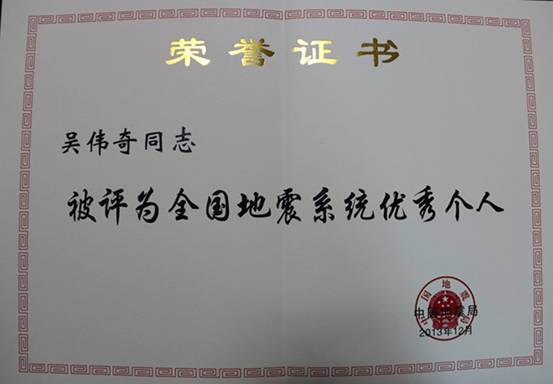 荣誉证书
吴伟奇同志
被评为全国地震系统优秀个人
中国地震局
2013年12月